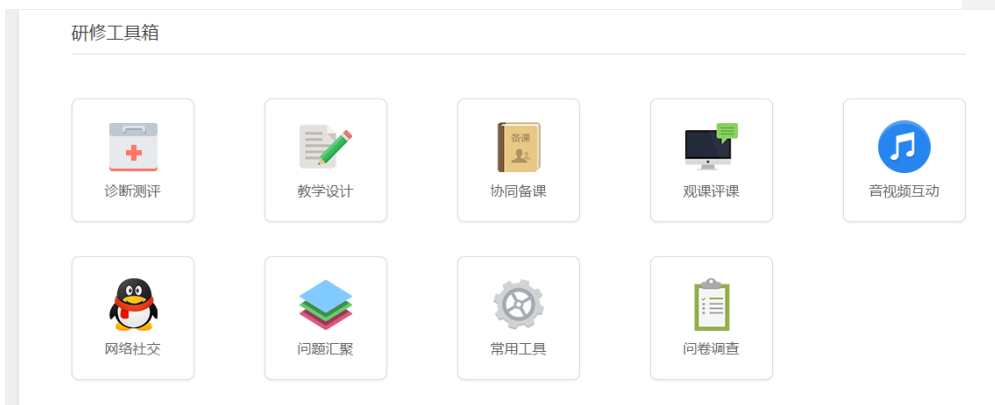 研修工具箱
备课
诊断测评
教学设计
协同备课
观课评课
音视频互动
网络社交
问题汇聚
常用工具
问卷调查